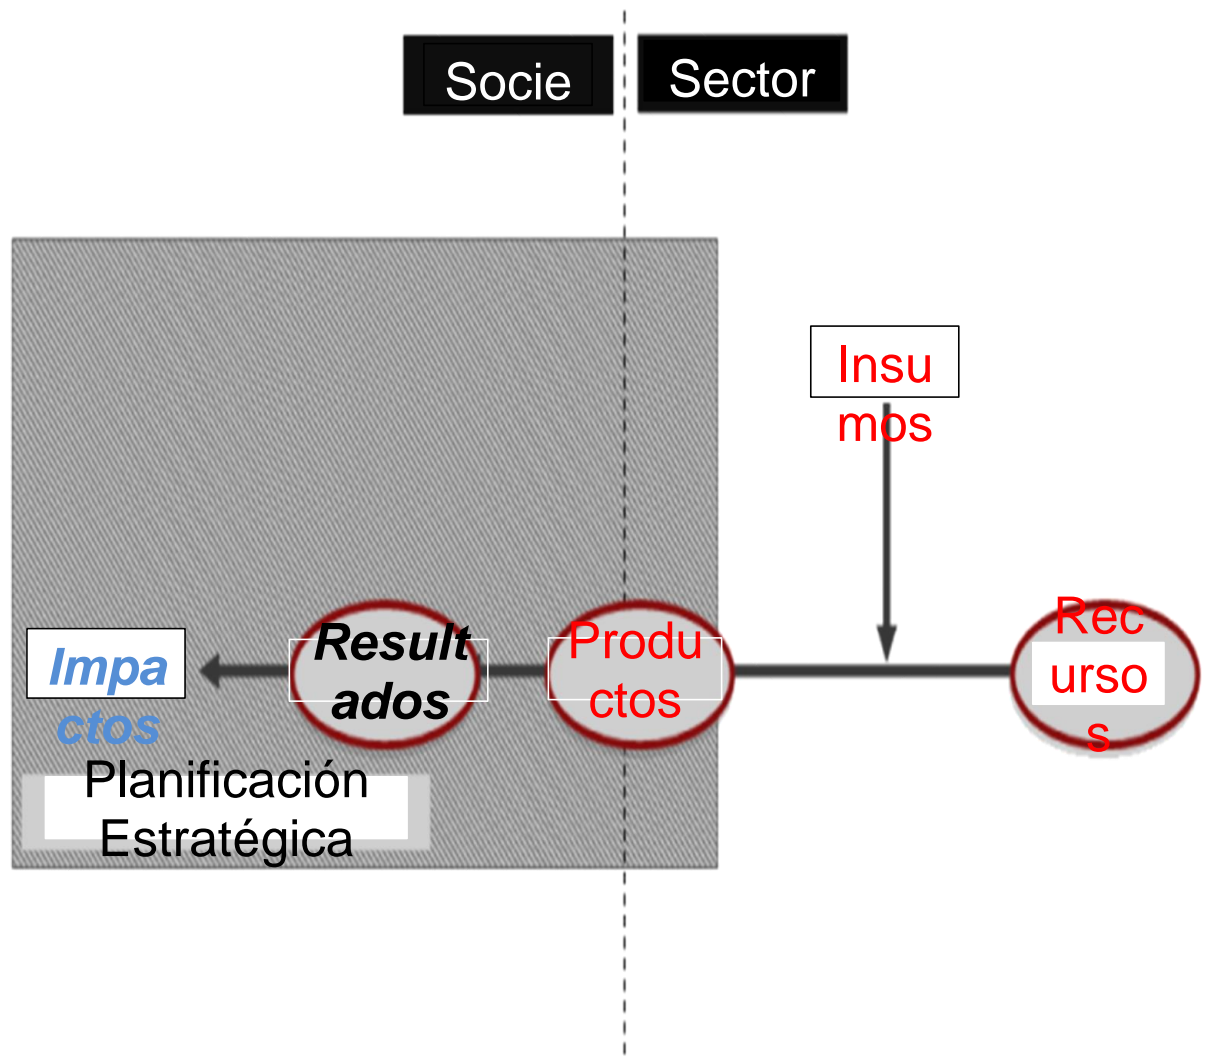 Socie
Sector
Insu
mos
Impa
ctos
Result
ados
Produ
ctos
Rec
urso
s
Planificación
Estratégica